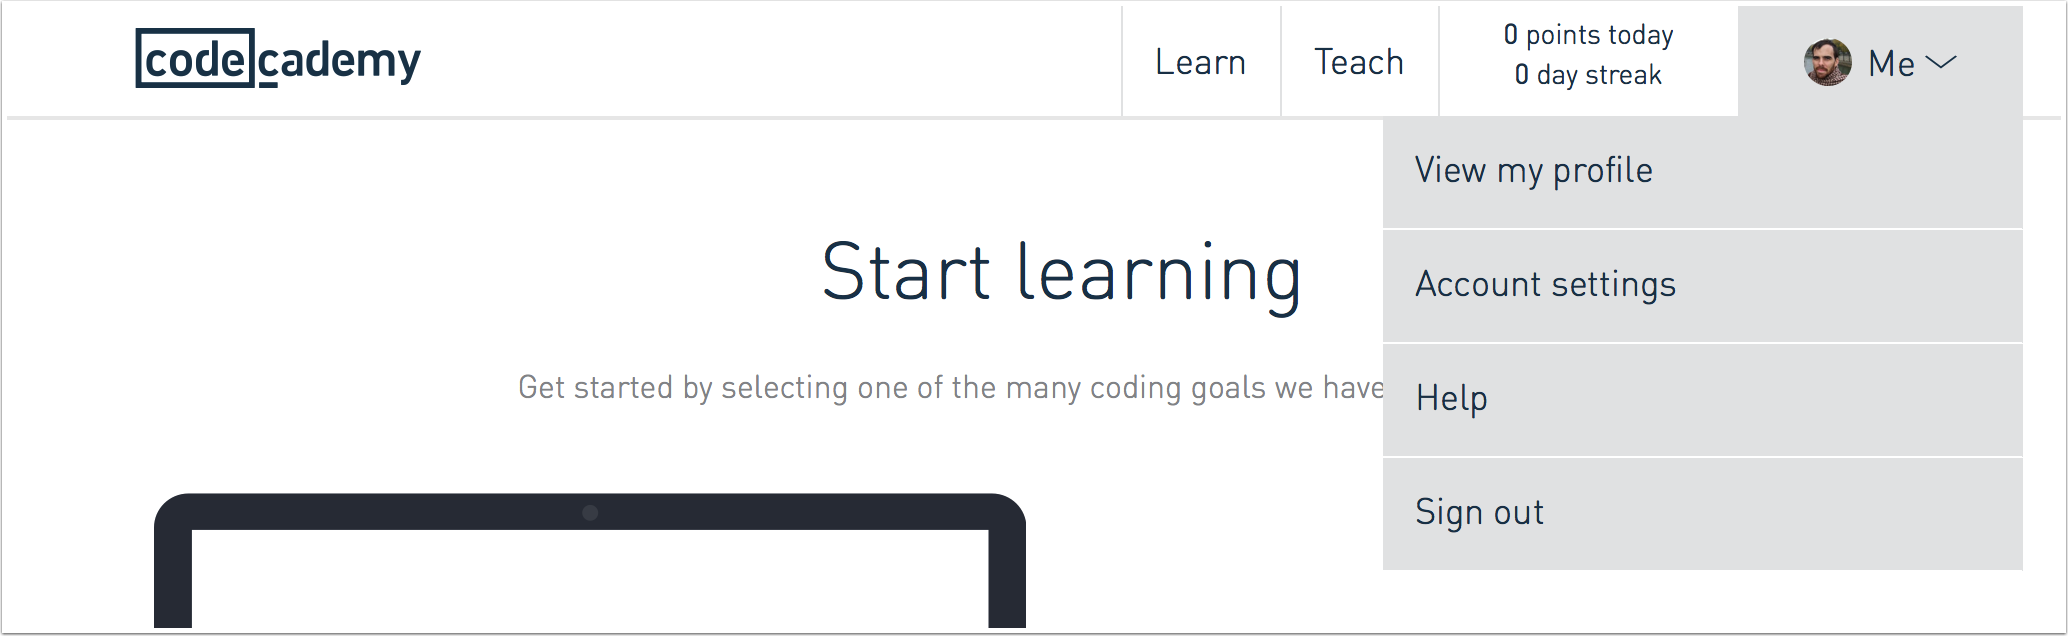 codecademy
Learn
Teach
0 points today
0 day streak
Me
View my profile
Account settings
Help
Sign out
Start learning
Get started by selecting one of the many coding goals we have